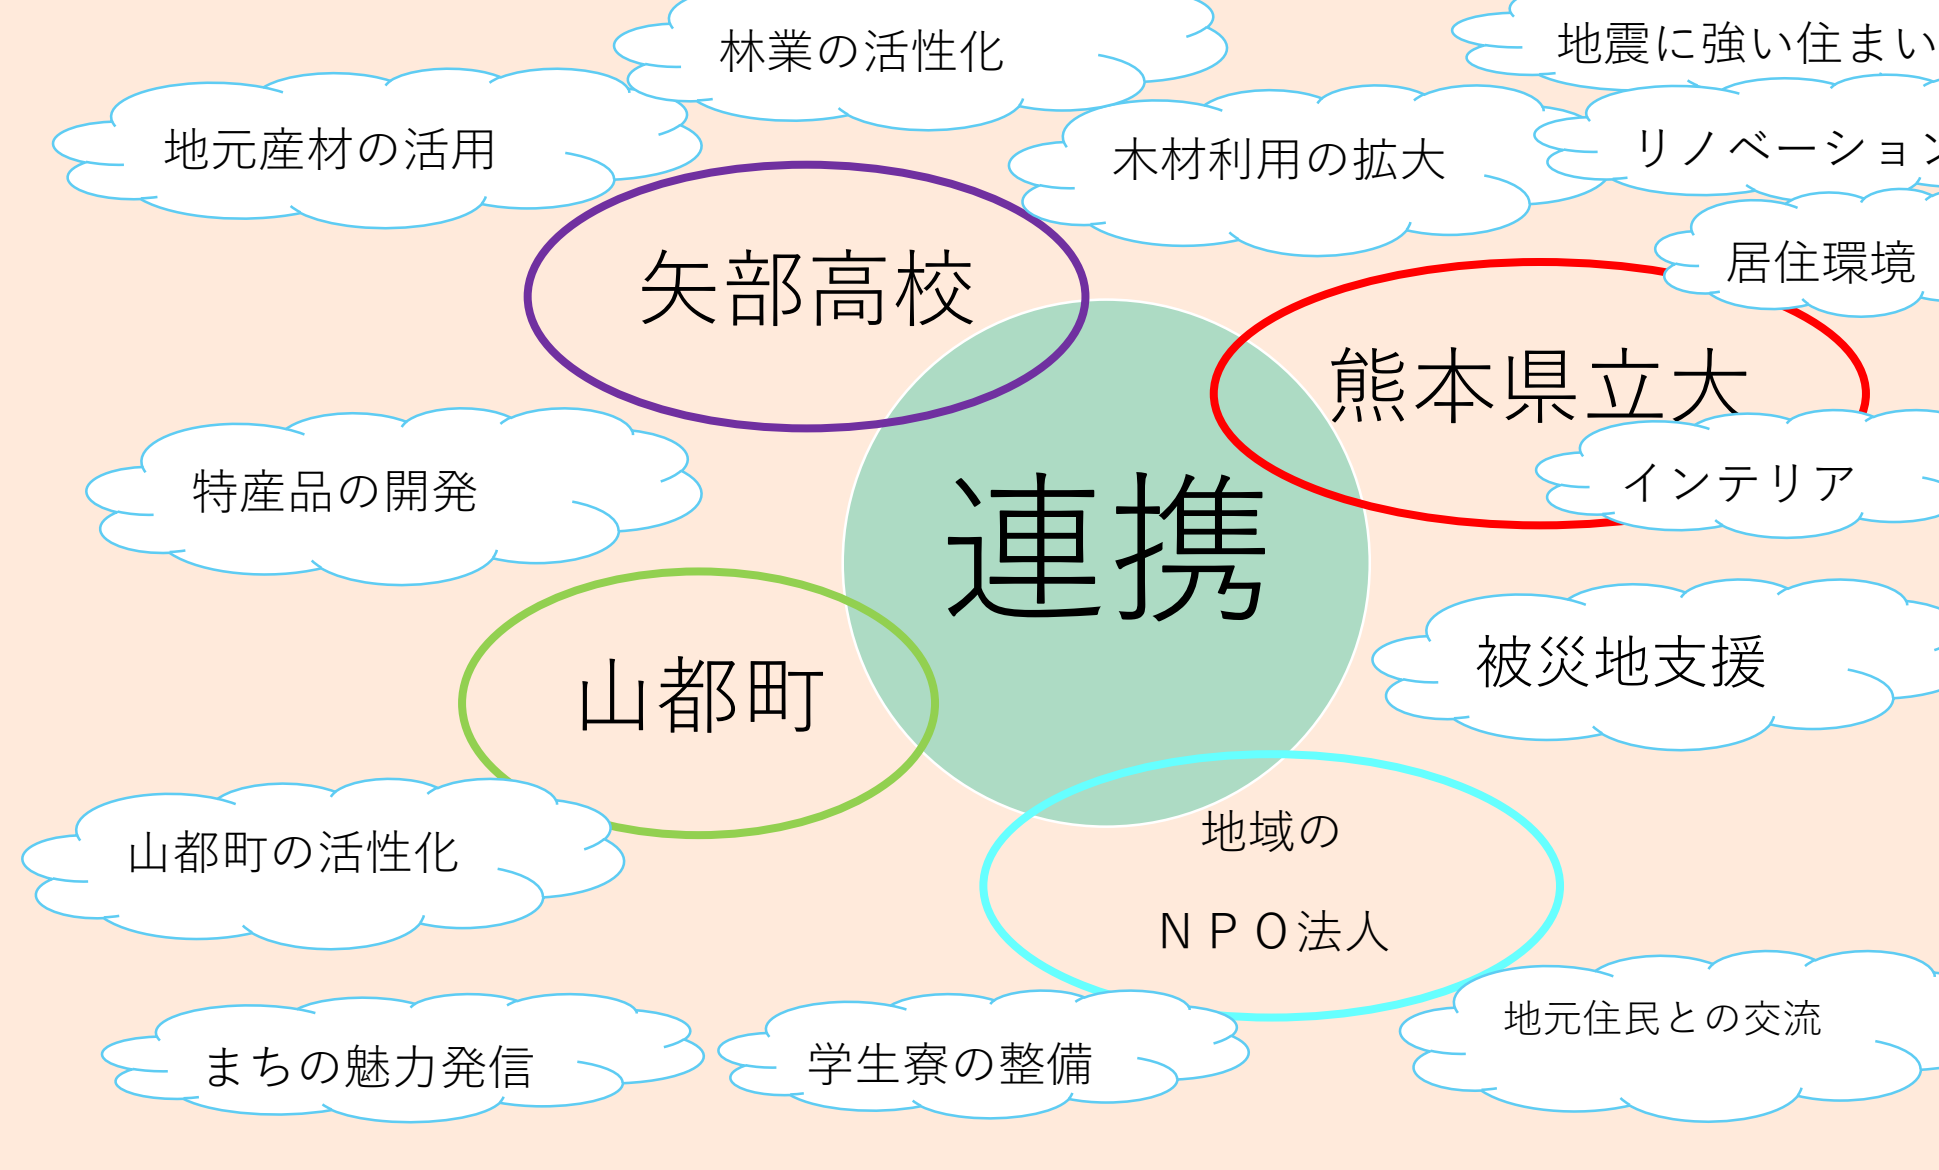 林業の活性化
地震に強い住まい
地元産材の活用
木材利用の拡大
リノベーション
矢部高校
居住環境
熊本県立大
特産品の開発
インテリア
連携
被災地支援
山都町
地域の
ＮＰＯ法人
山都町の活性化
地元住民との交流
まちの魅力発信
学生寮の整備